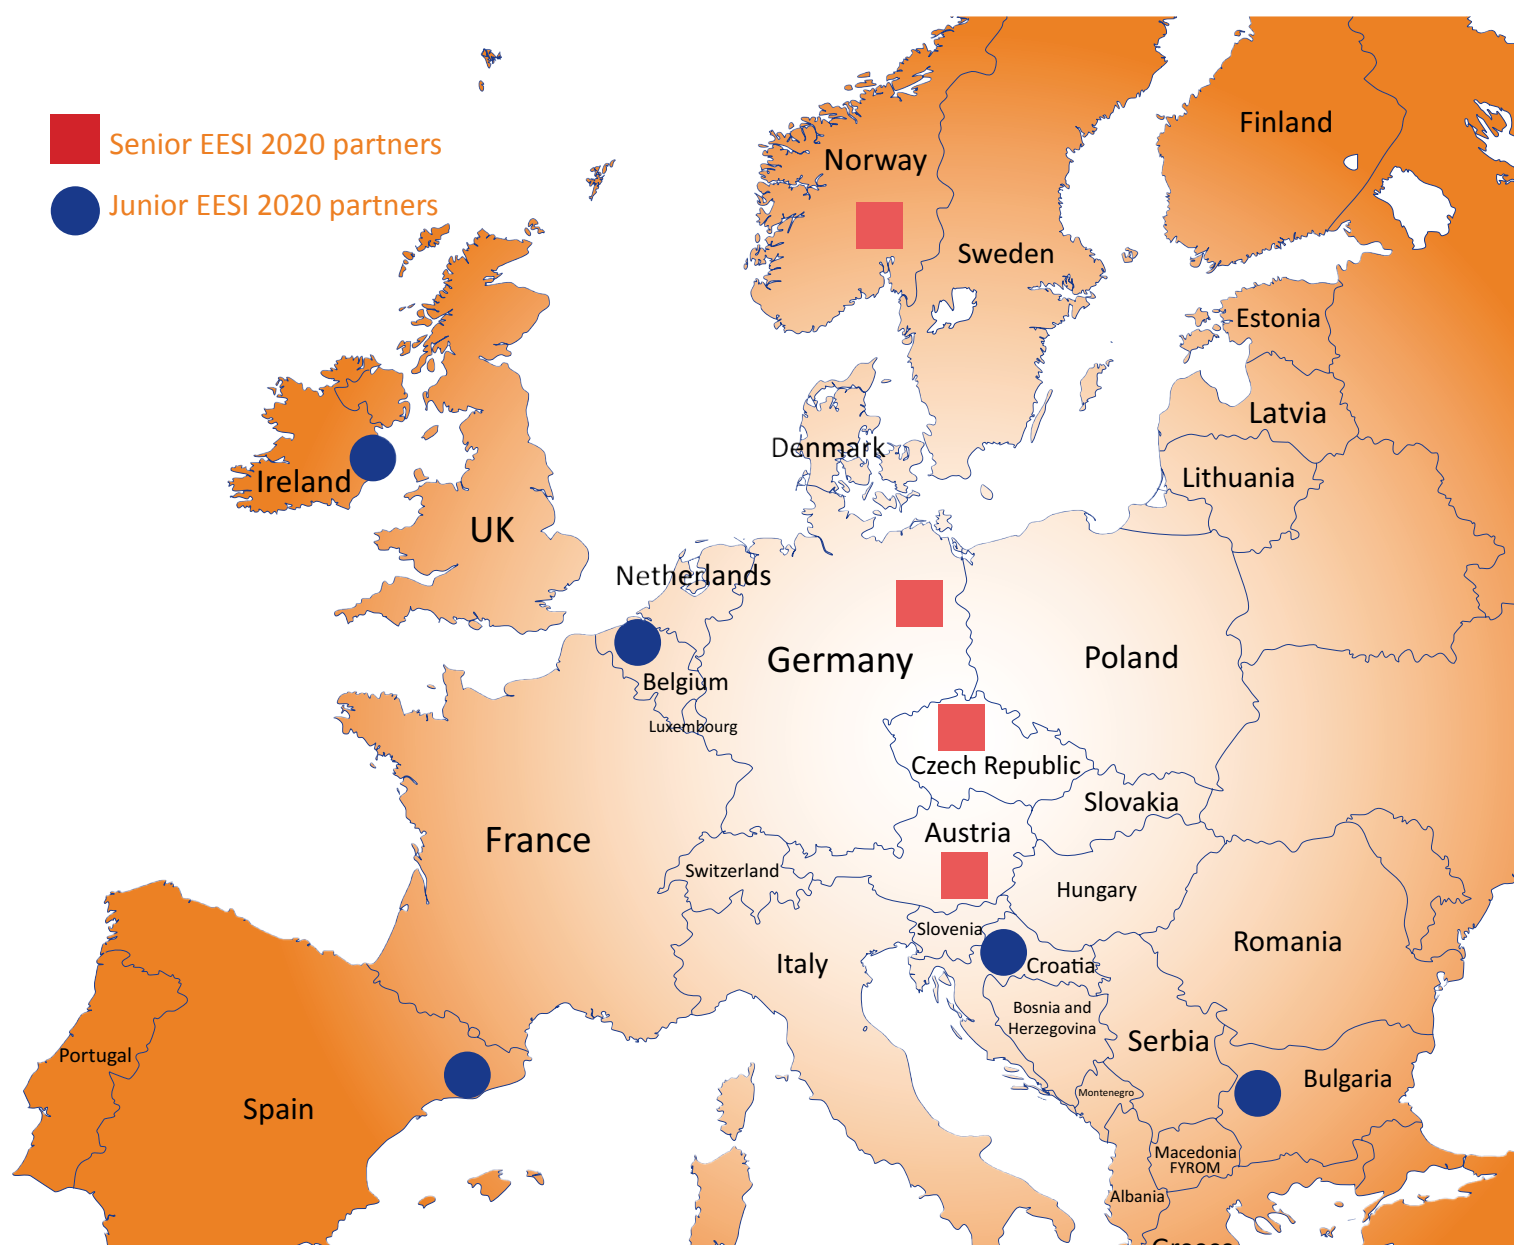 Senior EESI 2020 partners
Junior EESI 2020 partners
Finland
Norway
Sweden
Estonia
Latvia
Denmark
Lithuania
Ireland
UK
Netherlands
Germany
Poland
Belgium
Luxembourg
Czech Republic
Slovakia
Austria
France
Switzerland
Hungary
Slovenia
Romania
Italy
Croatia
Bosnia and
Herzegovina
Serbia
Portugal
Bulgaria
Montenegro
Spain
Macedonia
FYROM
Albania
Greece